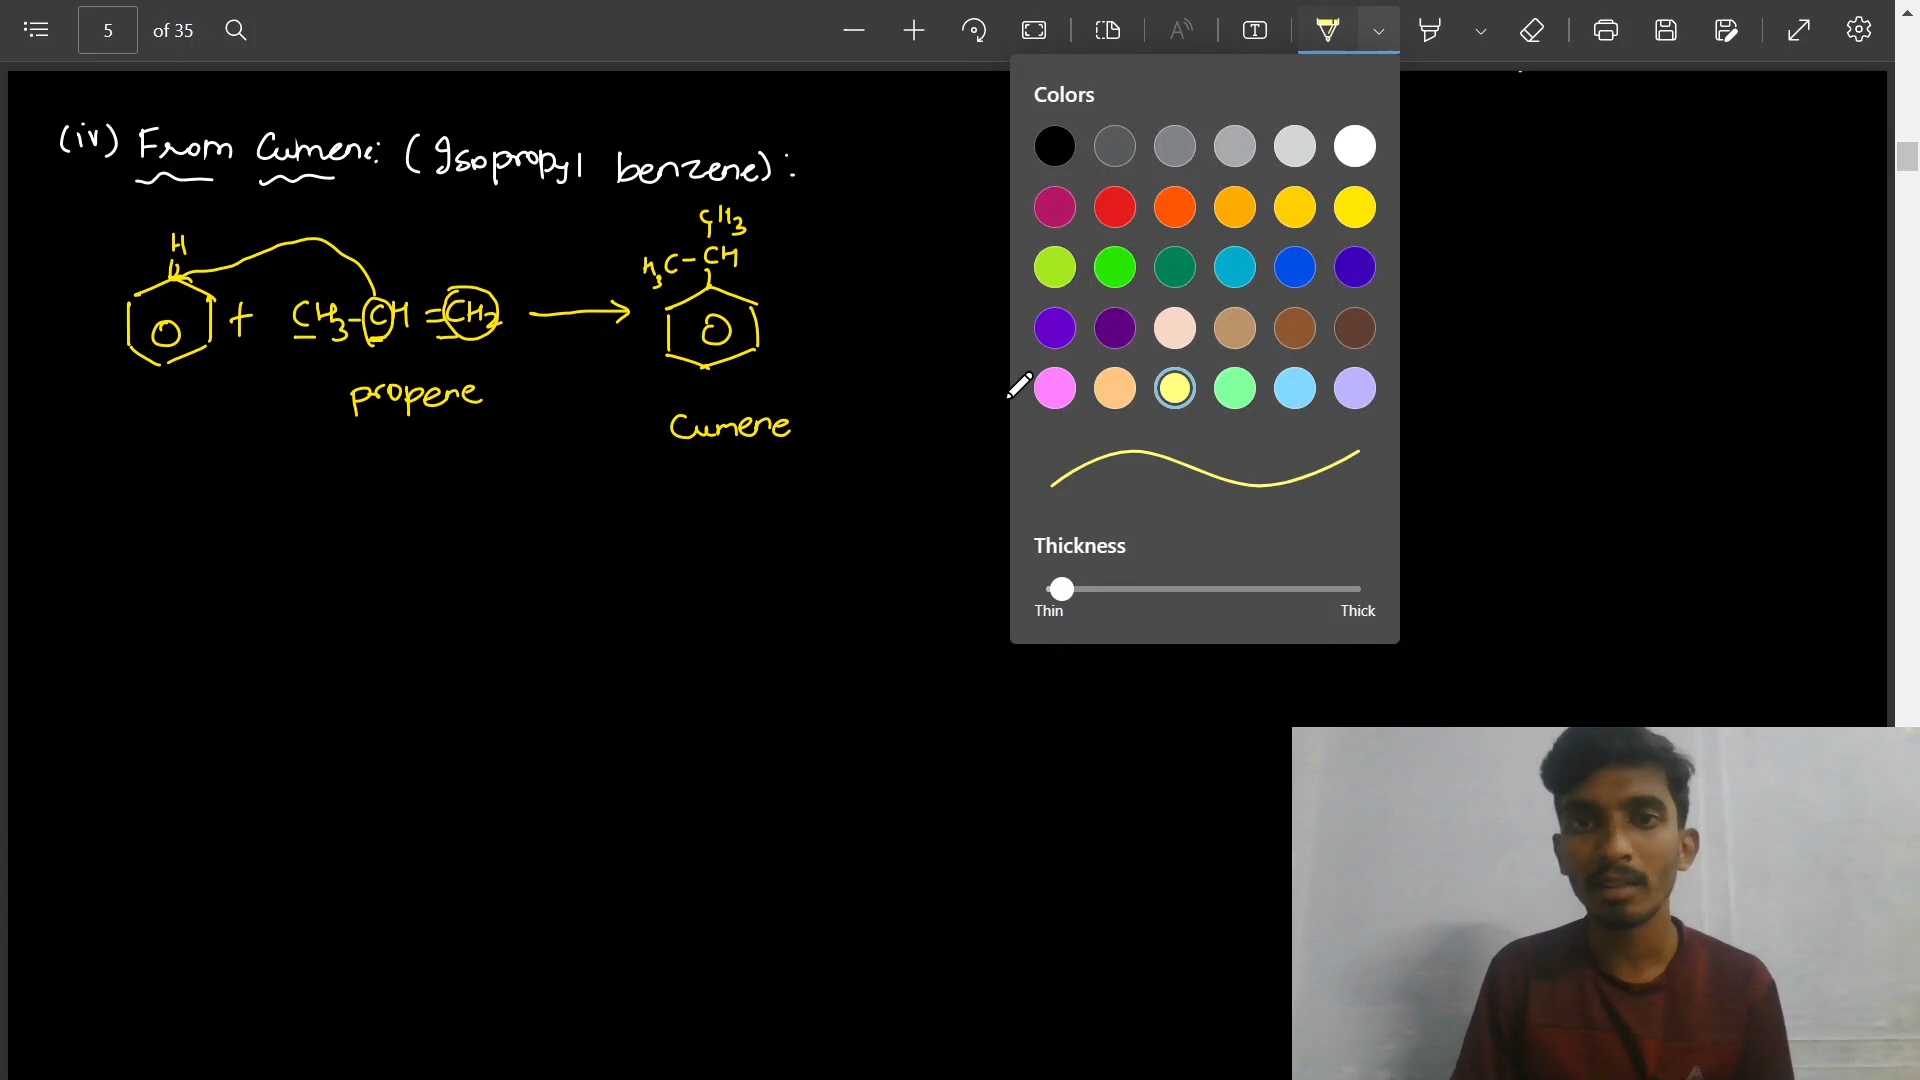 5 of 35
Colors
(iv) From Cumene: (Isopropyl benzene):
H
CH3
H3C-CH
+ CH3-CH=CH2
propene
Cumene
Thickness
Thin Thick